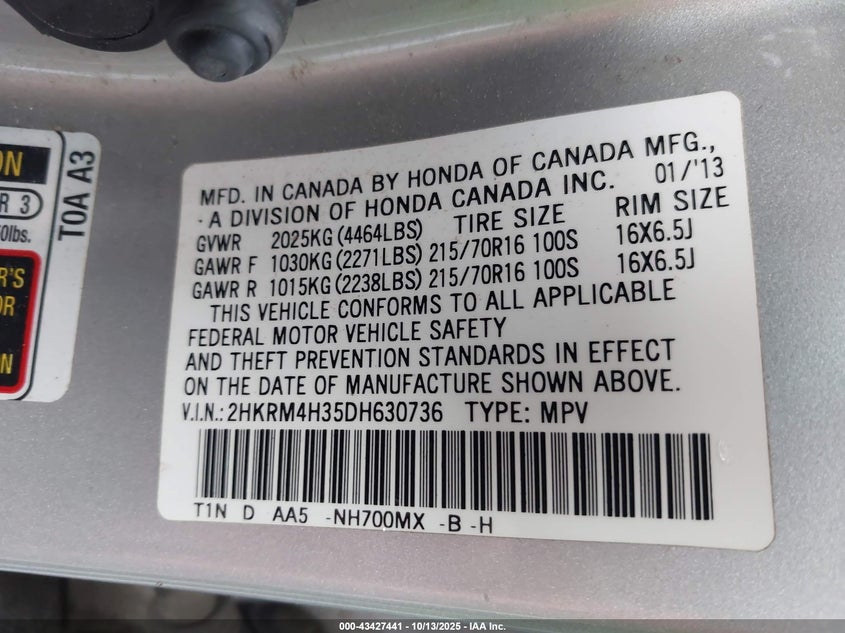 ON
R 3
0lbs.
R'S
OR
N
T0A A3
MFD. IN CANADA BY HONDA OF CANADA MFG.,
- A DIVISION OF HONDA CANADA INC. 01/'13
TIRE SIZE RIM SIZE
GVWR 2025KG(4464LBS)
GAWR F 1030KG(2271LBS) 215/70R16 100S 16X6.5J
GAWR R 1015KG(2238LBS) 215/70R16 100S 16X6.5J
THIS VEHICLE CONFORMS TO ALL APPLICABLE
FEDERAL MOTOR VEHICLE SAFETY
AND THEFT PREVENTION STANDARDS IN EFFECT
ON THE DATE OF MANUFACTURE SHOWN ABOVE.
V.I.N.: 2HKRM4H35DH630736 TYPE: MPV
T1N D AA5 -NH700MX -B -H
000-43427441 | 10/13/2025 - IAA Inc.